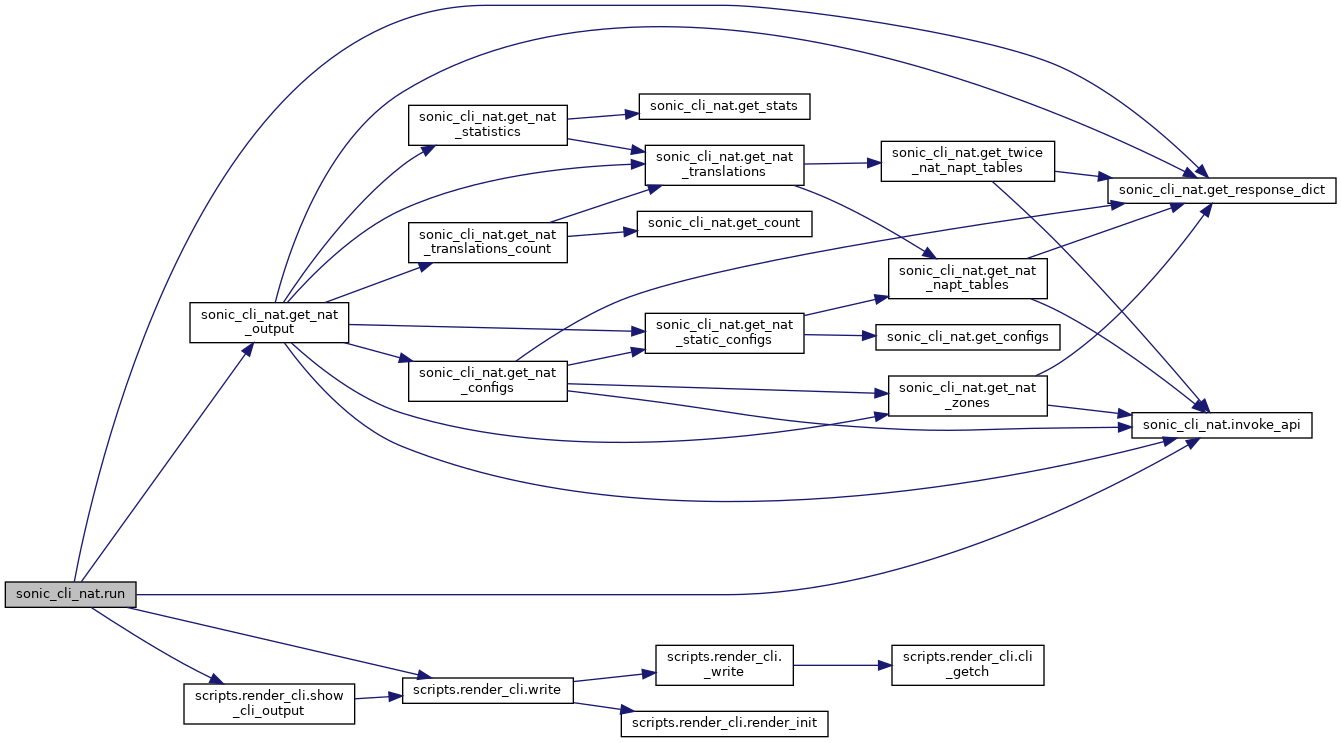 sonic_cli_nat.get_stats
sonic_cli_nat.get_nat
_statistics
sonic_cli_nat.get_nat
_translations
sonic_cli_nat.get_twice
_nat_napt_tables
sonic_cli_nat.get_response_dict
sonic_cli_nat.get_count
sonic_cli_nat.get_nat
_translations_count
sonic_cli_nat.get_nat
_napt_tables
sonic_cli_nat.get_nat
_output
sonic_cli_nat.get_nat
_static_configs
sonic_cli_nat.get_configs
sonic_cli_nat.get_nat
_configs
sonic_cli_nat.get_nat
_zones
sonic_cli_nat.invoke_api
sonic_cli_nat.run
scripts.render_cli.
_write
scripts.render_cli.cli
_getch
scripts.render_cli.show
_cli_output
scripts.render_cli.write
scripts.render_cli.render_init